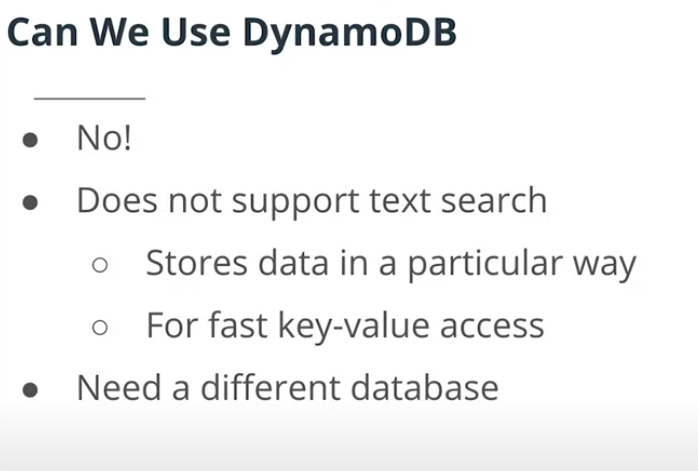 Can We Use DynamoDB
● No!
● Does not support text search
○ Stores data in a particular way
○ For fast key-value access
● Need a different database